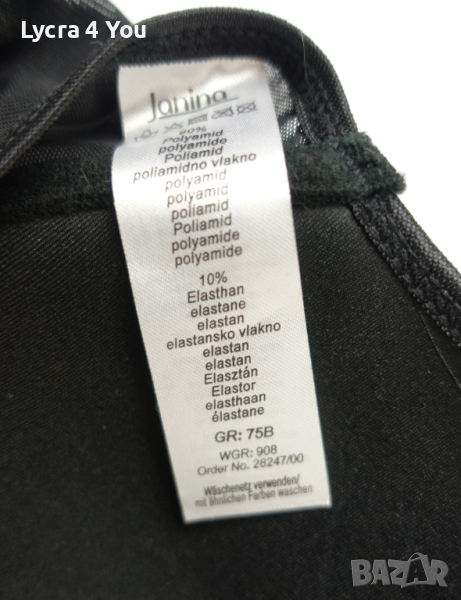 Lycra 4 You
Janina
90%
Polyamid
polyamide
Poliamid
poliamidno vlakno
polyamid
polyamid
poliamid
Poliamid
polyamide
polyamide
10%
Elasthan
elastane
elastan
elastansko vlakno
elastan
elastan
Elasztán
Elastor
elasthaan
élastane
GR: 75B
WGR: 908
Order No. 28247/00
Wäschenetz verwenden/
mit ähnlichen Farben waschen
BAZAR